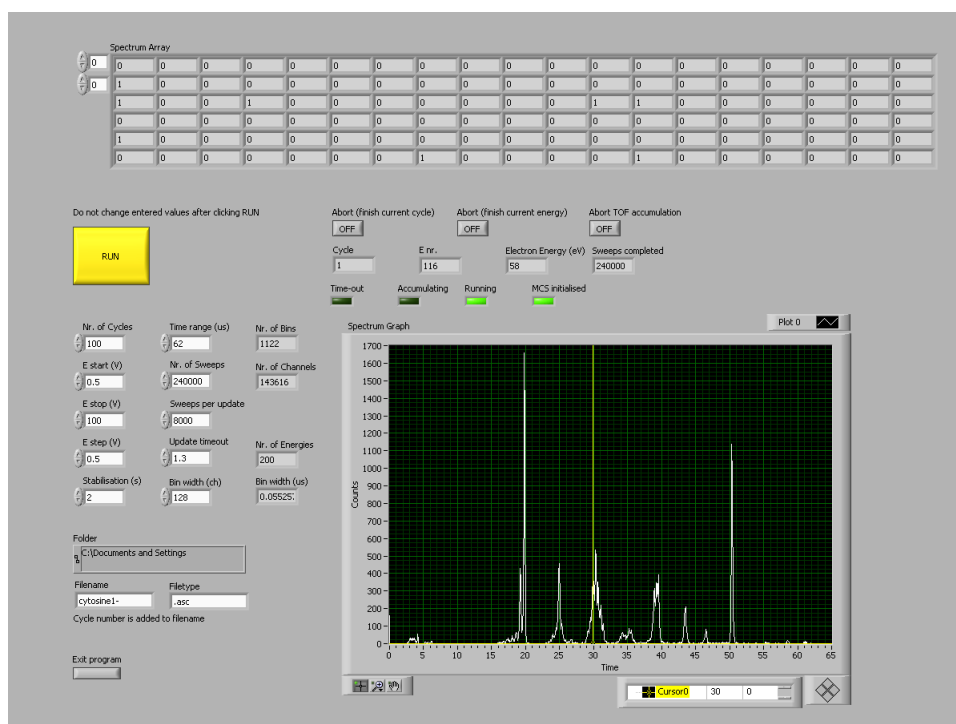 Spectrum Array
0 0 0 0 0 0 0 0 0 0 0 0 0 0 0 0 0 0 0 0
0 1 0 0 0 0 0 0 0 0 0 0 0 0 0 0 0 0 0 0
1 0 0 1 0 0 0 0 0 0 0 1 1 0 0 0 0 0 0
0 0 0 0 0 0 0 0 0 0 0 0 0 0 0 0 0 0 0
1 0 0 0 0 0 0 0 0 0 0 0 0 0 0 0 0 0 0
0 0 0 0 0 0 0 1 0 0 0 0 1 0 0 0 0 0 0
Do not change entered values after clicking RUN
RUN
Abort (finish current cycle) Abort (finish current energy) Abort TOF accumulation
OFF OFF OFF
Cycle E nr. Electron Energy (eV) Sweeps completed
1 116 58 240000
Time-out Accumulating Running MCS initialised
Nr. of Cycles Time range (us) Nr. of Bins
100 62 1122
E start (V) Nr. of Sweeps Nr. of Channels
0.5 240000 143616
E stop (V) Sweeps per update
100 8000
E step (V) Update timeout Nr. of Energies
0.5 1.3 200
Stabilisation (s) Bin width (ch) Bin width (us)
2 128 0.05525
Folder
C:\Documents and Settings
Filename Filetype
cytosine1- .asc
Cycle number is added to filename
Exit program
Spectrum Graph
Plot 0
1700
1600
1500
1400
1300
1200
1100
1000
900
800
700
600
500
400
300
200
100
0
Counts
0 5 10 15 20 25 30 35 40 45 50 55 60 65
Time
Cursor0 30 0